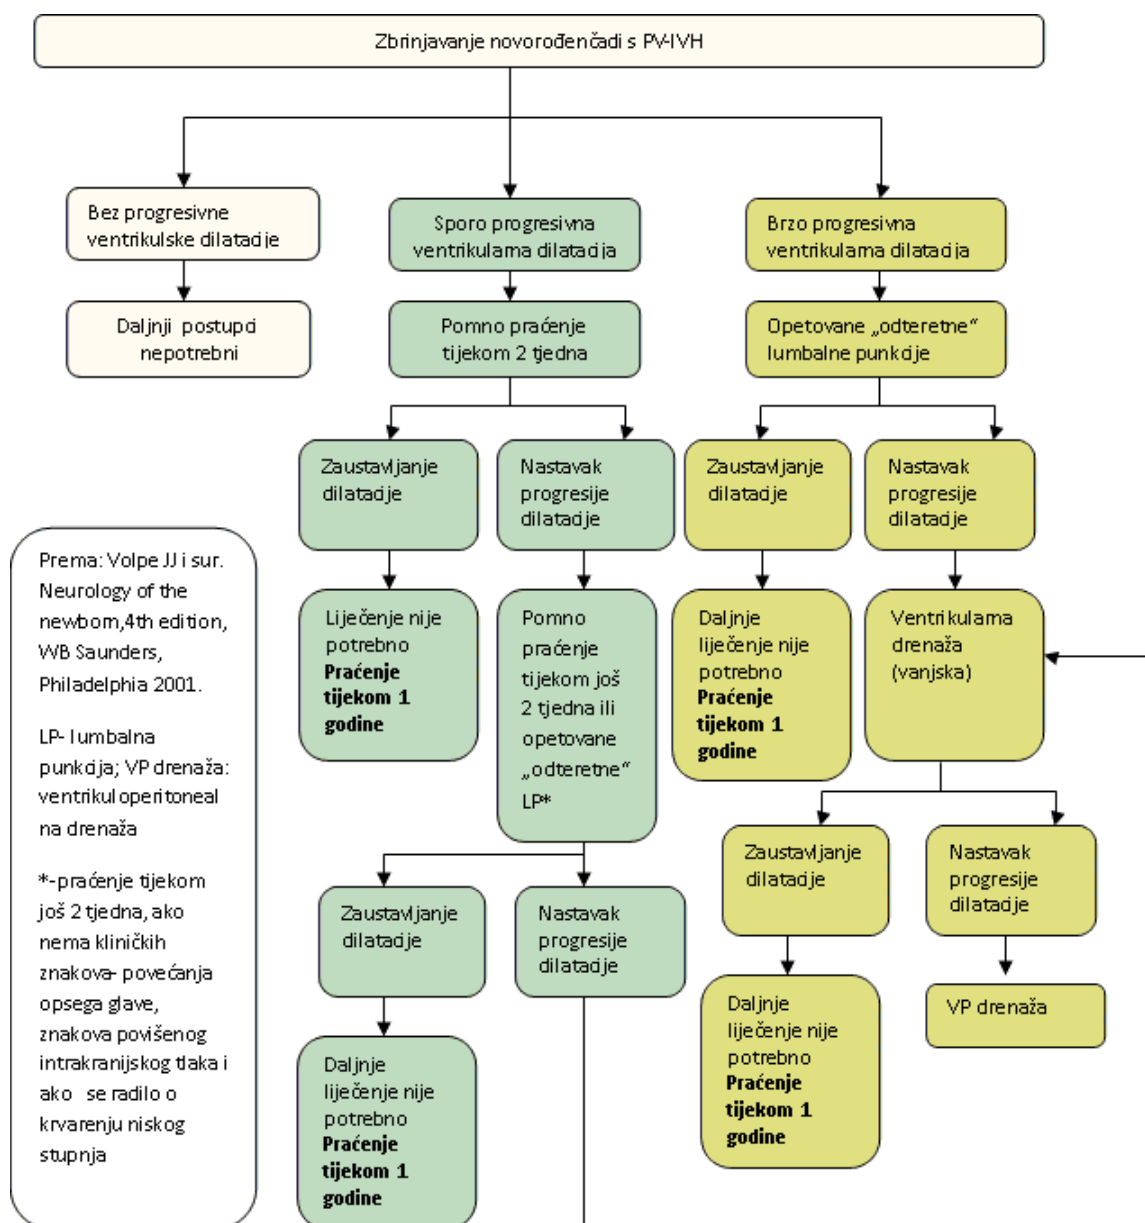 Zbrinjavanje novorođenčadi s PV-IVH
Bez progresivne
ventrikulske dilatacije
Sporo progresivna
ventrikularna dilatacija
Brzo progresivna
ventrikularna dilatacija
Daljnji postupci
nepotrebni
Pomno praćenje
tijekom 2 tjedna
Opetovane „odteretne“
lumbalne punkcije
Zaustavljanje
dilatacije
Nastavak
progresije
dilatacije
Zaustavljanje
dilatacije
Nastavak
progresije
dilatacije
Prema: Volpe JJ i sur.
Neurology of the
newborn,4th edition,
WB Saunders,
Philadelphia 2001.
LP- lumbalna
punkcija; VP drenaža:
ventrikuloperitoneal
na drenaža
*-praćenje tijekom
još 2 tjedna, ako
nema kliničkih
znakova- povećanja
opsega glave,
znakova povišenog
intrakranijskog tlaka i
ako se radilo o
krvarenju niskog
stupnja
Liječenje nije
potrebno
Praćenje
tijekom 1
godine
Pomno
praćenje
tijekom još
2 tjedna ili
opetovane
„odteretne“
LP*
Daljnje
liječenje nije
potrebno
Praćenje
tijekom 1
godine
Ventrikularna
drenaža
(vanjska)
Zaustavljanje
dilatacije
Nastavak
progresije
dilatacije
Zaustavljanje
dilatacije
Nastavak
progresije
dilatacije
Daljnje
liječenje nije
potrebno
Praćenje
tijekom 1
godine
Daljnje
liječenje nije
potrebno
Praćenje
tijekom 1
godine
VP drenaža